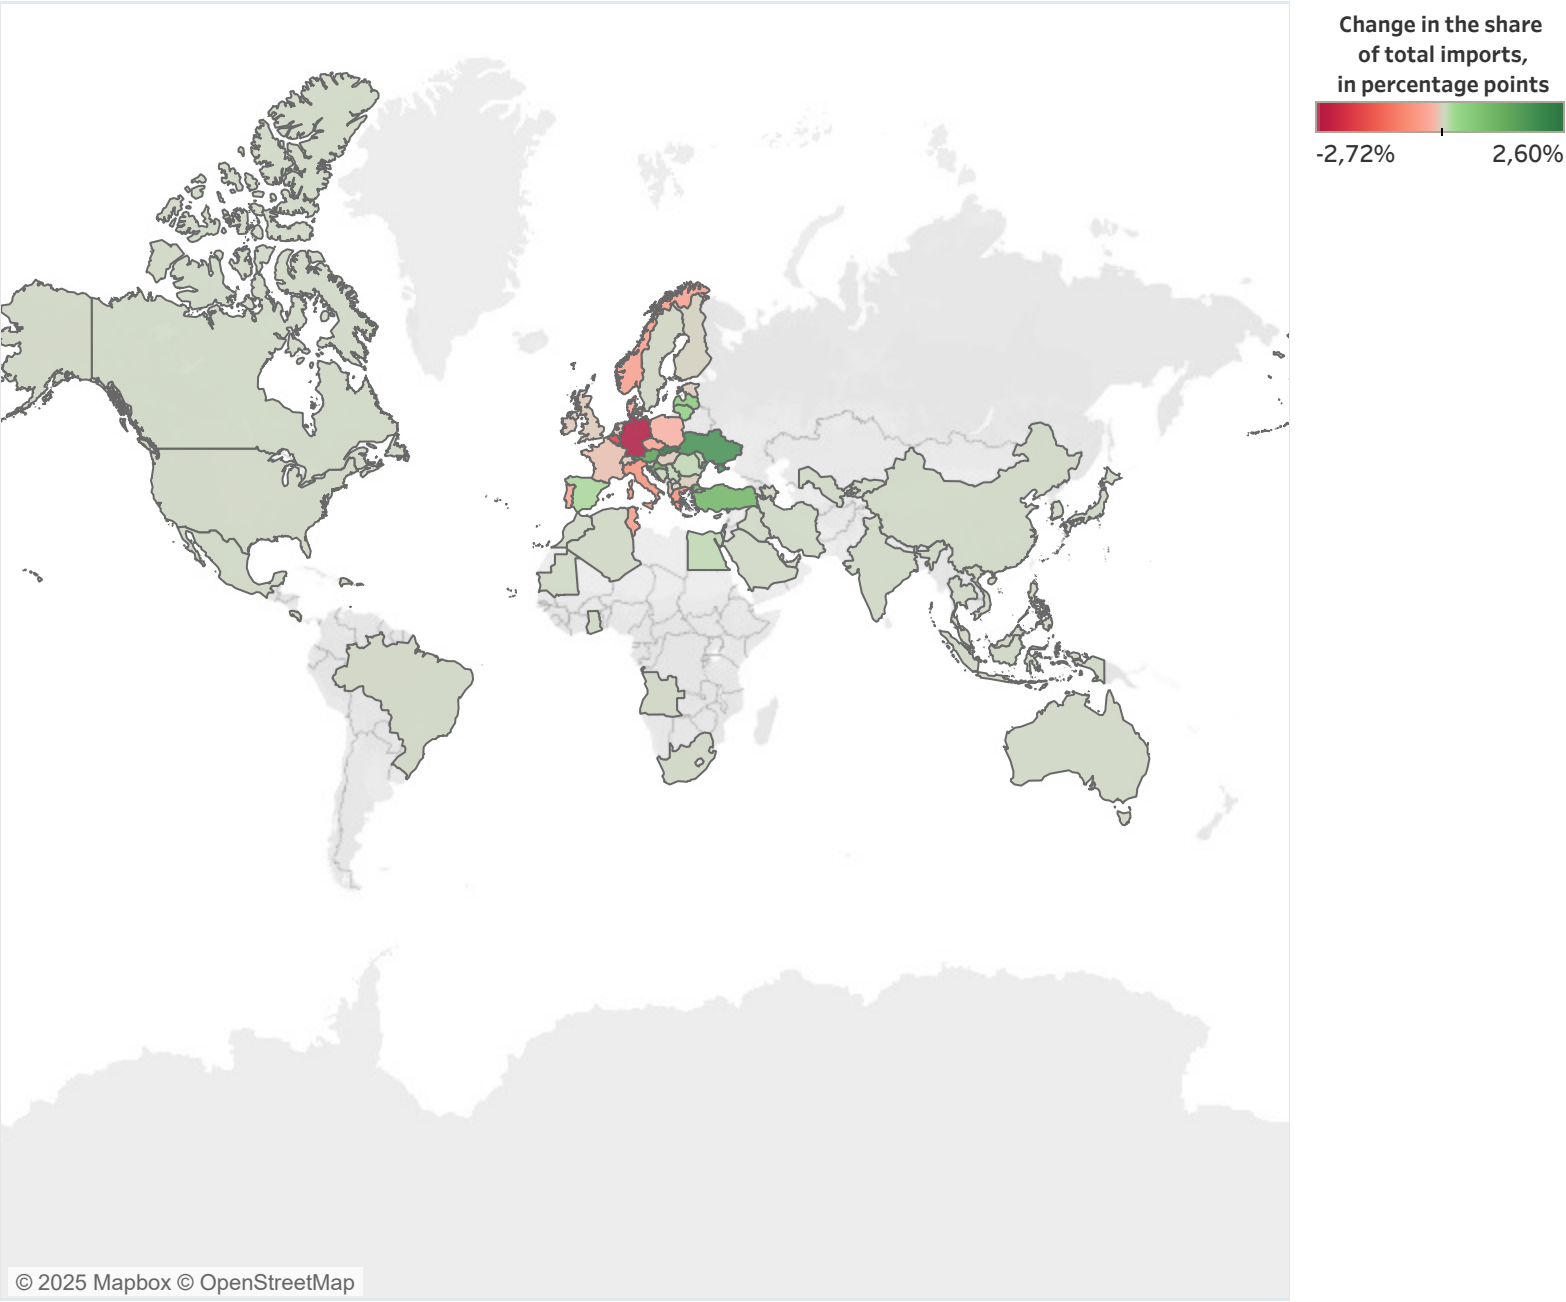 Change in the share
of total imports,
in percentage points
-2,72% 2,60%
© 2025 Mapbox © OpenStreetMap